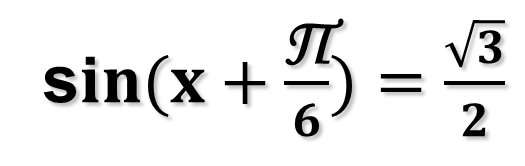 sin(x + π/6) = √3/2